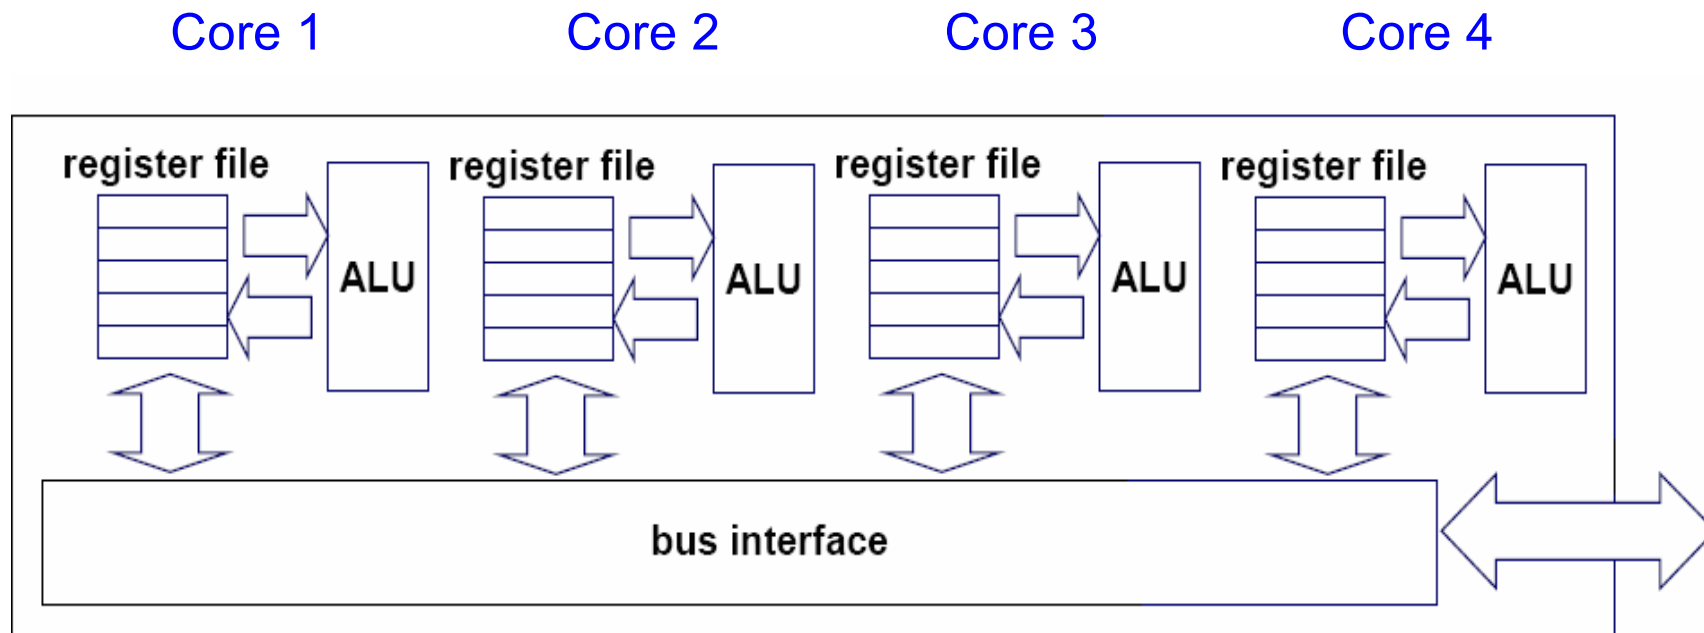 Core 1 Core 2 Core 3 Core 4
register file register file register file register file
ALU ALU ALU ALU
bus interface